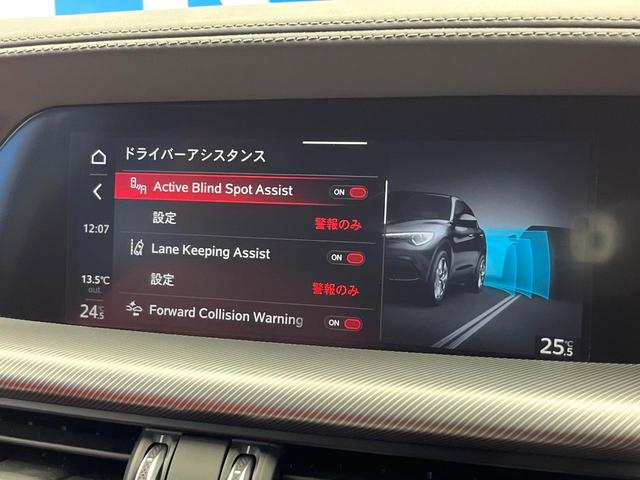 ドライバーアシスタンス
Active Blind Spot Assist ON
設定 警報のみ
12:07
Lane Keeping Assist ON
設定 警報のみ
13.5℃
out.
24.5
Forward Collision Warning ON
25.5℃